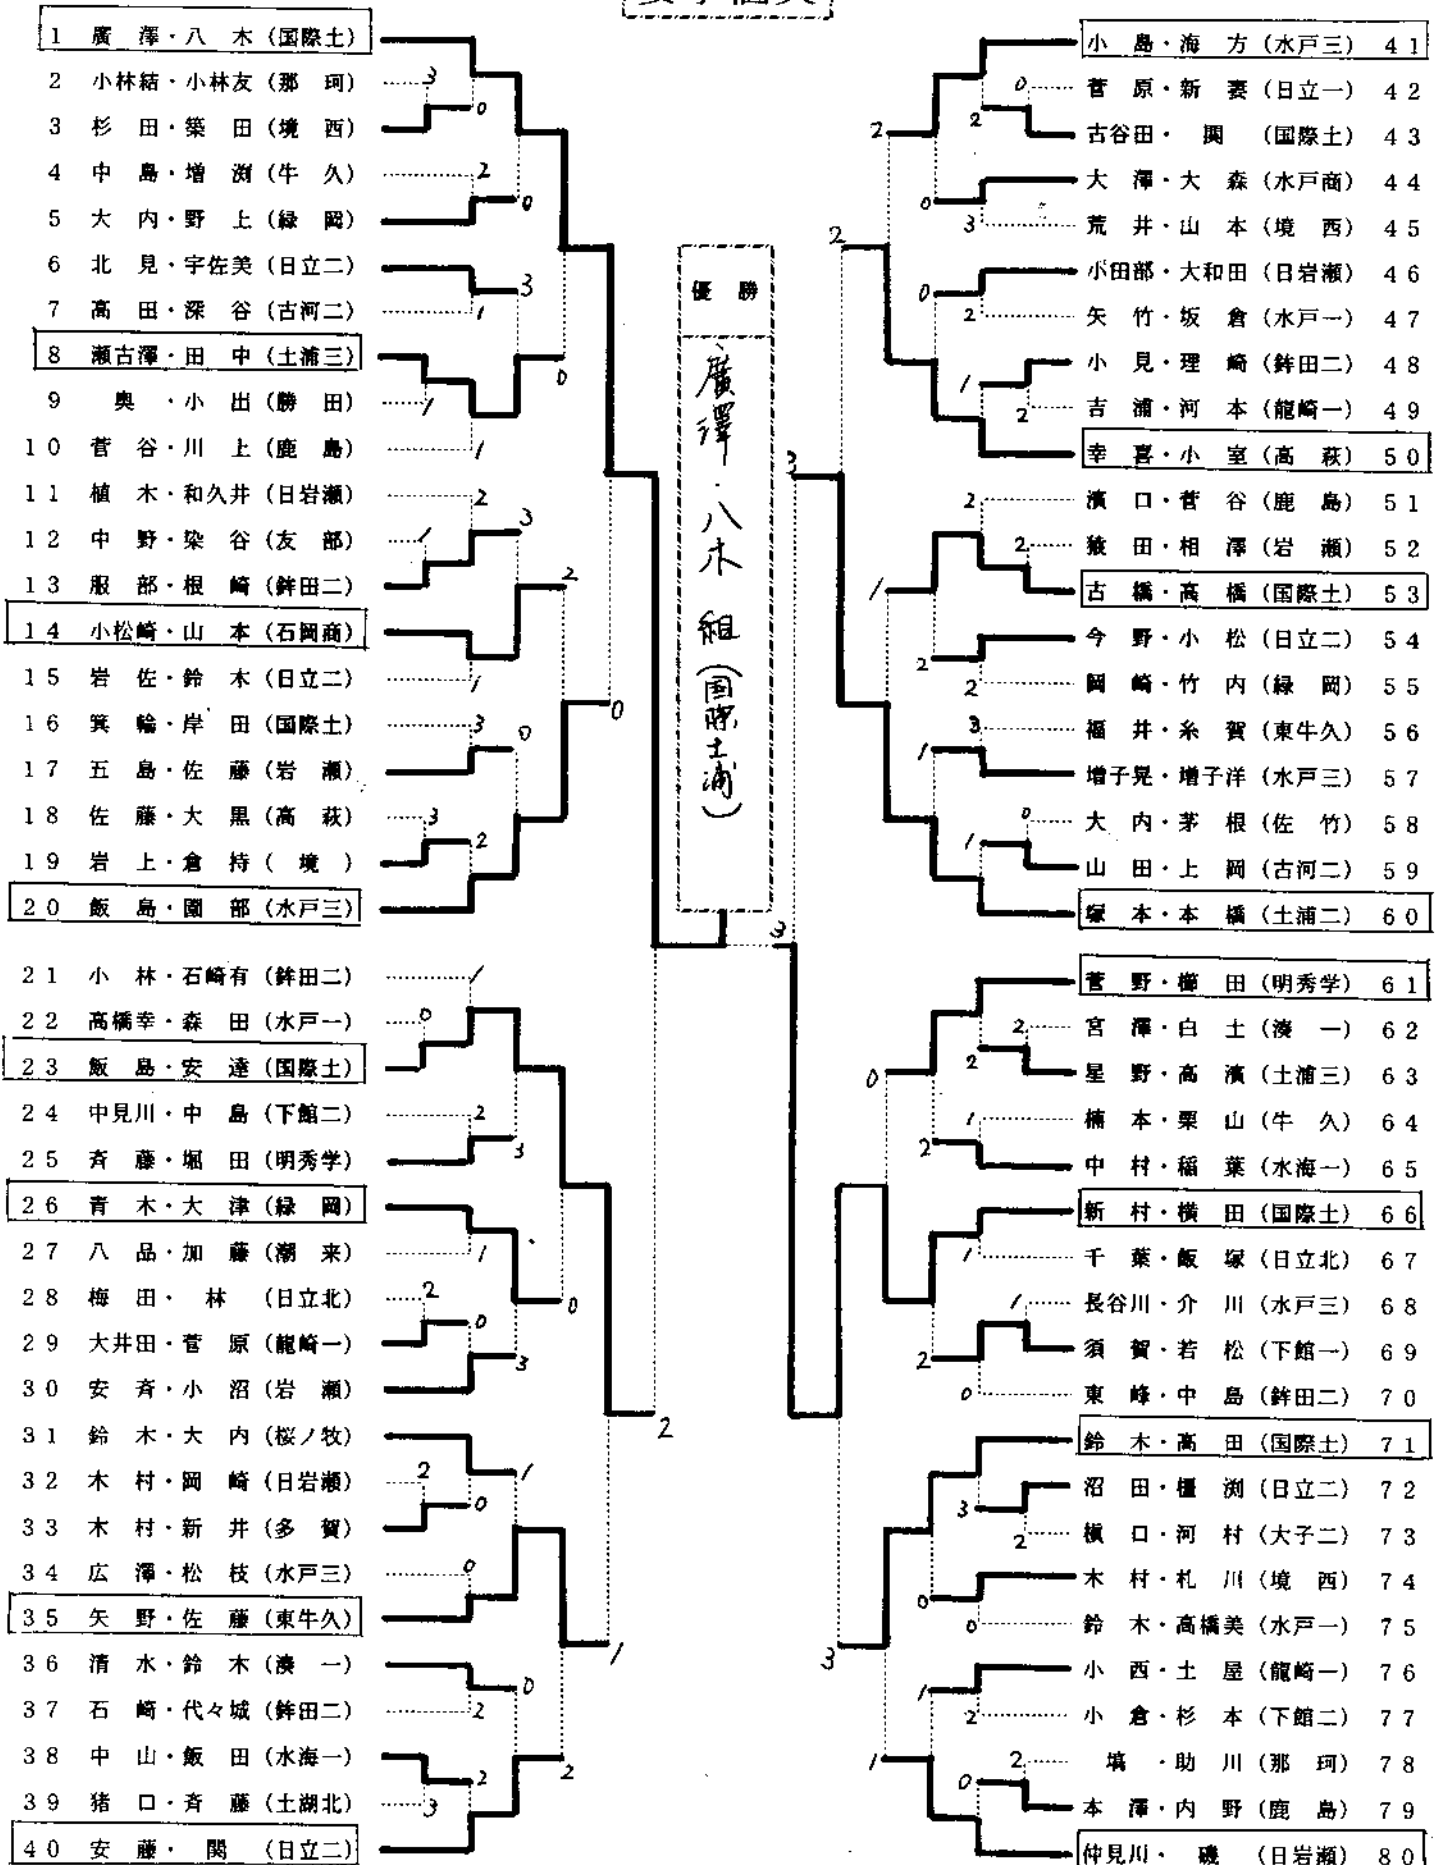 1 廣澤・八木(国際土)
2 小林結・小林友(那珂)
3 杉田・築田(境西)
4 中島・増渕(牛久)
5 大内・野上(緑岡)
6 北見・宇佐美(日立二)
7 高田・深谷(古河二)
8 瀬古澤・田中(土浦三)
9 奥・小出(勝田)
10 菅谷・川上(鹿島)
11 植木・和久井(日岩瀬)
12 中野・染谷(友部)
13 服部・根崎(鉾田二)
14 小松崎・山本(石岡商)
15 岩佐・鈴木(日立二)
16 箕輪・岸田(国際土)
17 五島・佐藤(岩瀬)
18 佐藤・大黒(高萩)
19 岩上・倉持(境)
20 飯島・園部(水戸三)
21 小林・石崎有(鉾田二)
22 高橋幸・森田(水戸一)
23 飯島・安達(国際土)
24 中見川・中島(下館二)
25 斉藤・堀田(明秀学)
26 青木・大津(緑岡)
27 八品・加藤(潮来)
28 梅田・林(日立北)
29 大井田・菅原(龍崎一)
30 安斉・小沼(岩瀬)
31 鈴木・大内(桜ノ牧)
32 木村・岡崎(日岩瀬)
33 木村・新井(多賀)
34 広澤・松枝(水戸三)
35 矢野・佐藤(東牛久)
36 清水・鈴木(湊一)
37 石崎・代々城(鉾田二)
38 中山・飯田(水海一)
39 猪口・斉藤(土湖北)
40 安藤・関(日立二)
優勝
廣澤・八木組(国際土浦)
小島・海方(水戸三) 41
菅原・新妻(日立一) 42
古谷田・関(国際土) 43
大澤・大森(水戸商) 44
荒井・山本(境西) 45
小田部・大和田(日岩瀬) 46
矢竹・坂倉(水戸一) 47
小見・理崎(鉾田二) 48
吉浦・河本(龍崎一) 49
幸喜・小室(高萩) 50
濱口・菅谷(鹿島) 51
猿田・相澤(岩瀬) 52
古橋・高橋(国際土) 53
今野・小松(日立二) 54
岡崎・竹内(緑岡) 55
福井・糸賀(東牛久) 56
増子晃・増子洋(水戸三) 57
大内・茅根(佐竹) 58
山田・上岡(古河二) 59
塚本・本橋(土浦二) 60
菅野・櫛田(明秀学) 61
宮澤・白土(湊一) 62
星野・高濱(土浦三) 63
楠本・栗山(牛久) 64
中村・稲葉(水海一) 65
新村・横田(国際土) 66
千葉・飯塚(日立北) 67
長谷川・介川(水戸三) 68
須賀・若松(下館一) 69
東峰・中島(鉾田二) 70
鈴木・高田(国際土) 71
沼田・橿渕(日立二) 72
槇口・河村(大子二) 73
木村・札川(境西) 74
鈴木・高橋美(水戸一) 75
小西・土屋(龍崎一) 76
小倉・杉本(下館二) 77
塙・助川(那珂) 78
本澤・内野(鹿島) 79
仲見川・磯(日岩瀬) 80